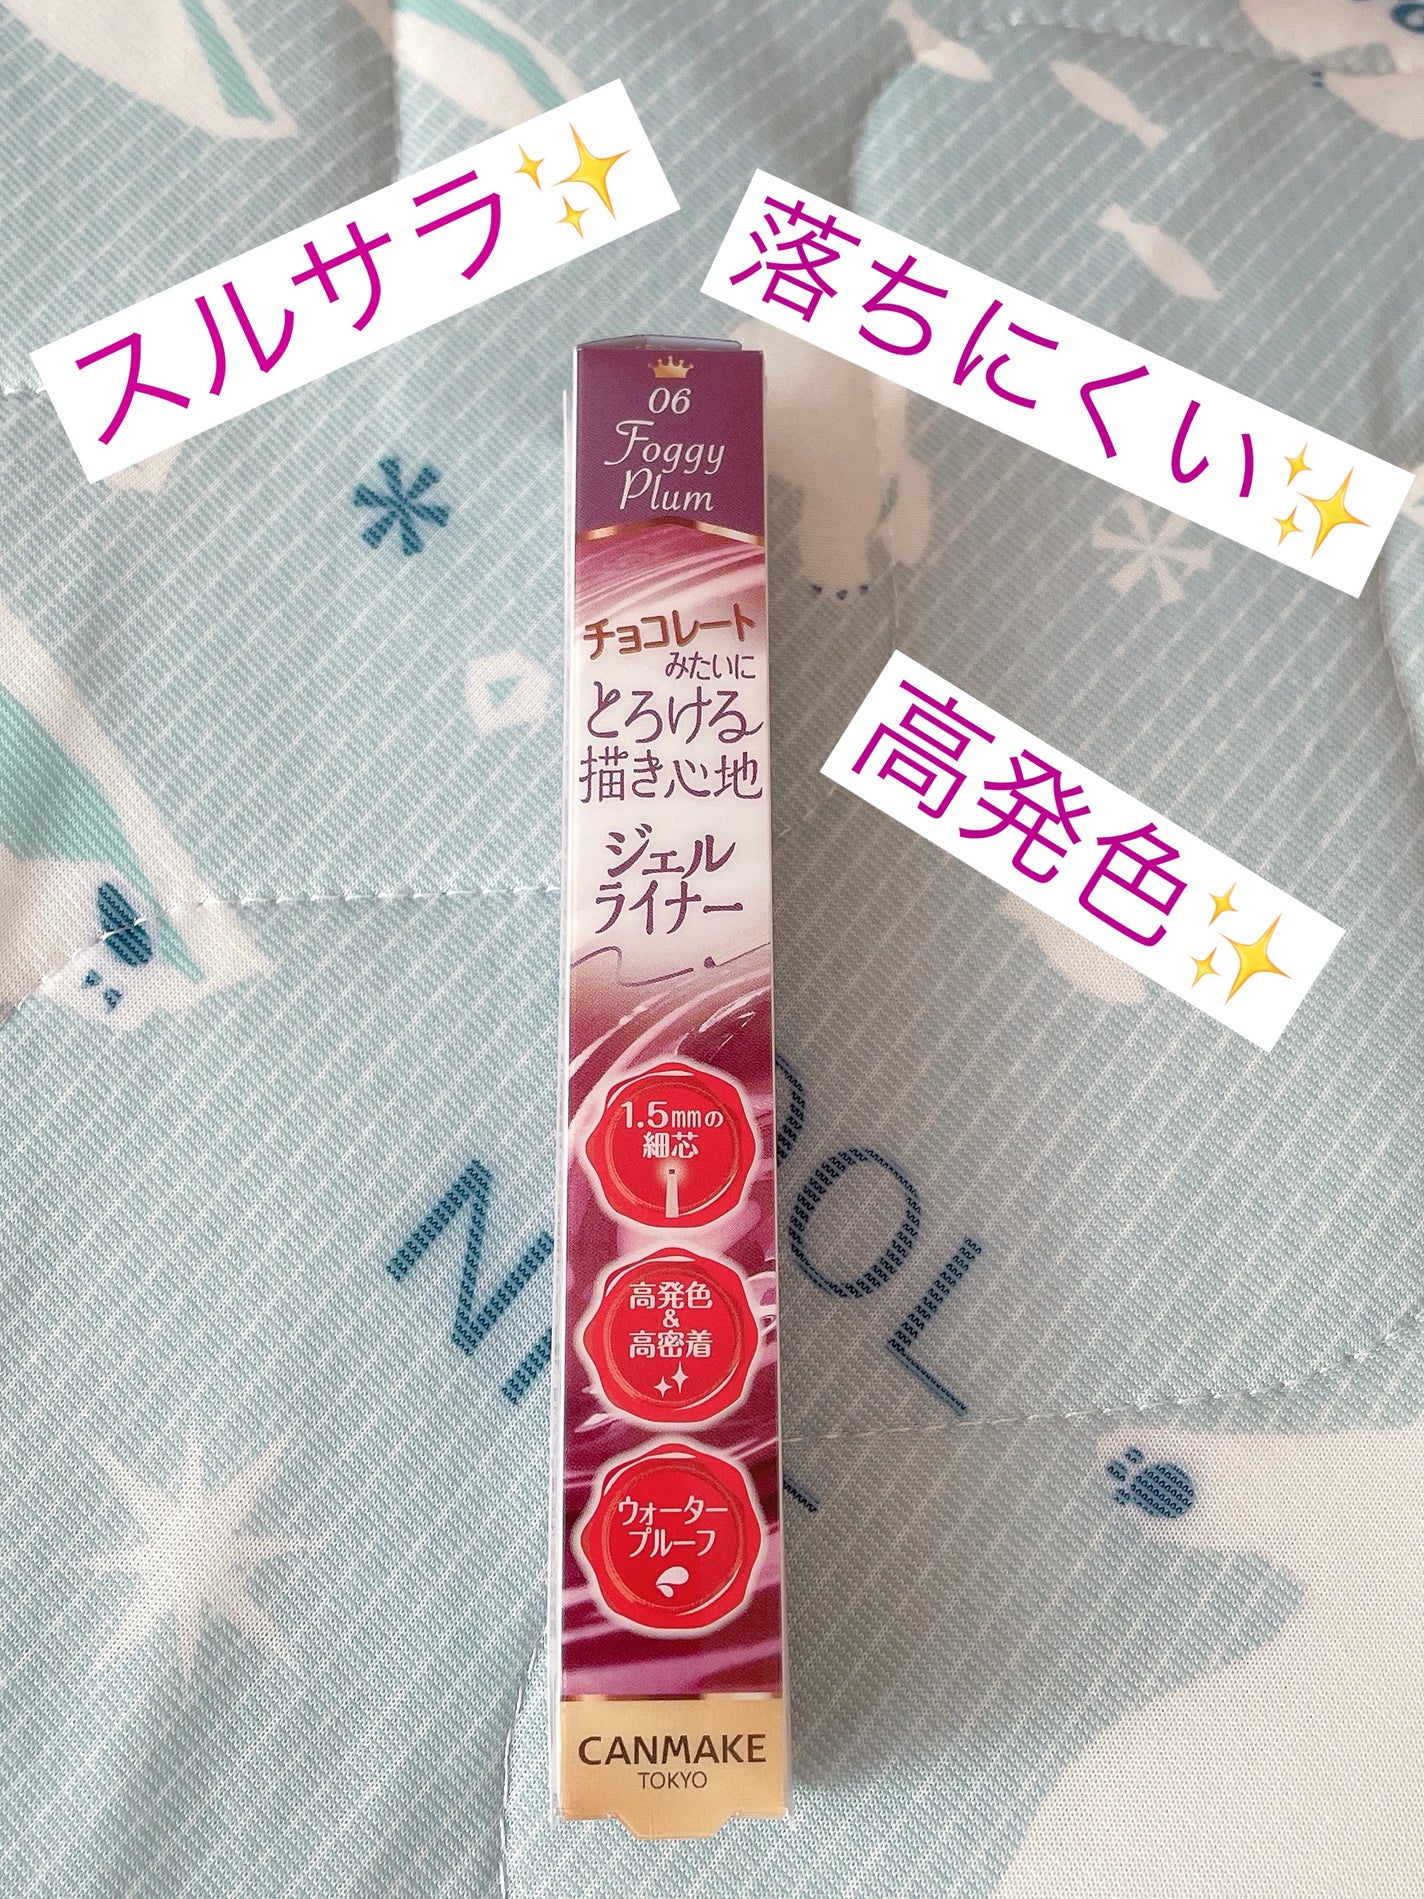 スルサラ✨
落ちにくい✨
高発色✨
06
Foggy
Plum
チョコレート
みたいに
とろける
描き心地
ジェル
ライナー
1.5mmの
細芯
高発色
&
高密着
ウォーター
プルーフ
CANMAKE
TOKYO